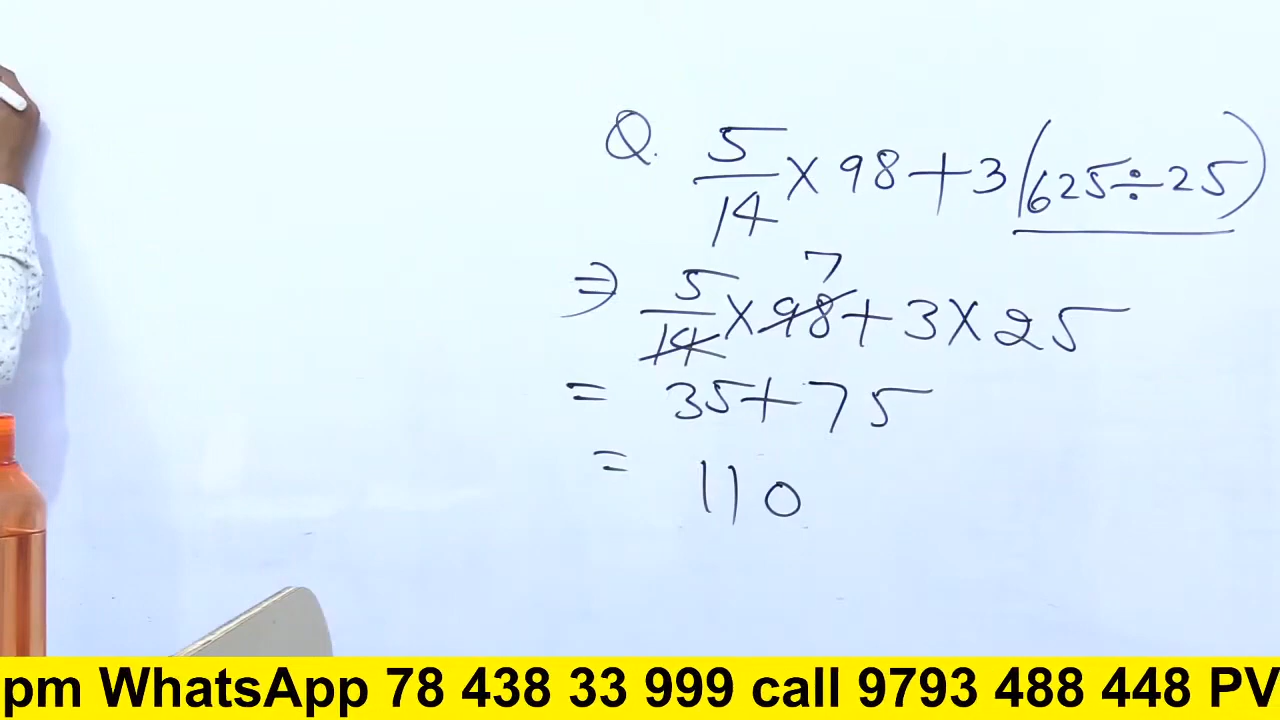 Q. 5/14 × 98 + 3 (625 ÷ 25)
⇒ 5/14 × 98 7 + 3 × 25
= 35 + 75
= 110
pm WhatsApp 78 438 33 999 call 9793 488 448 PV